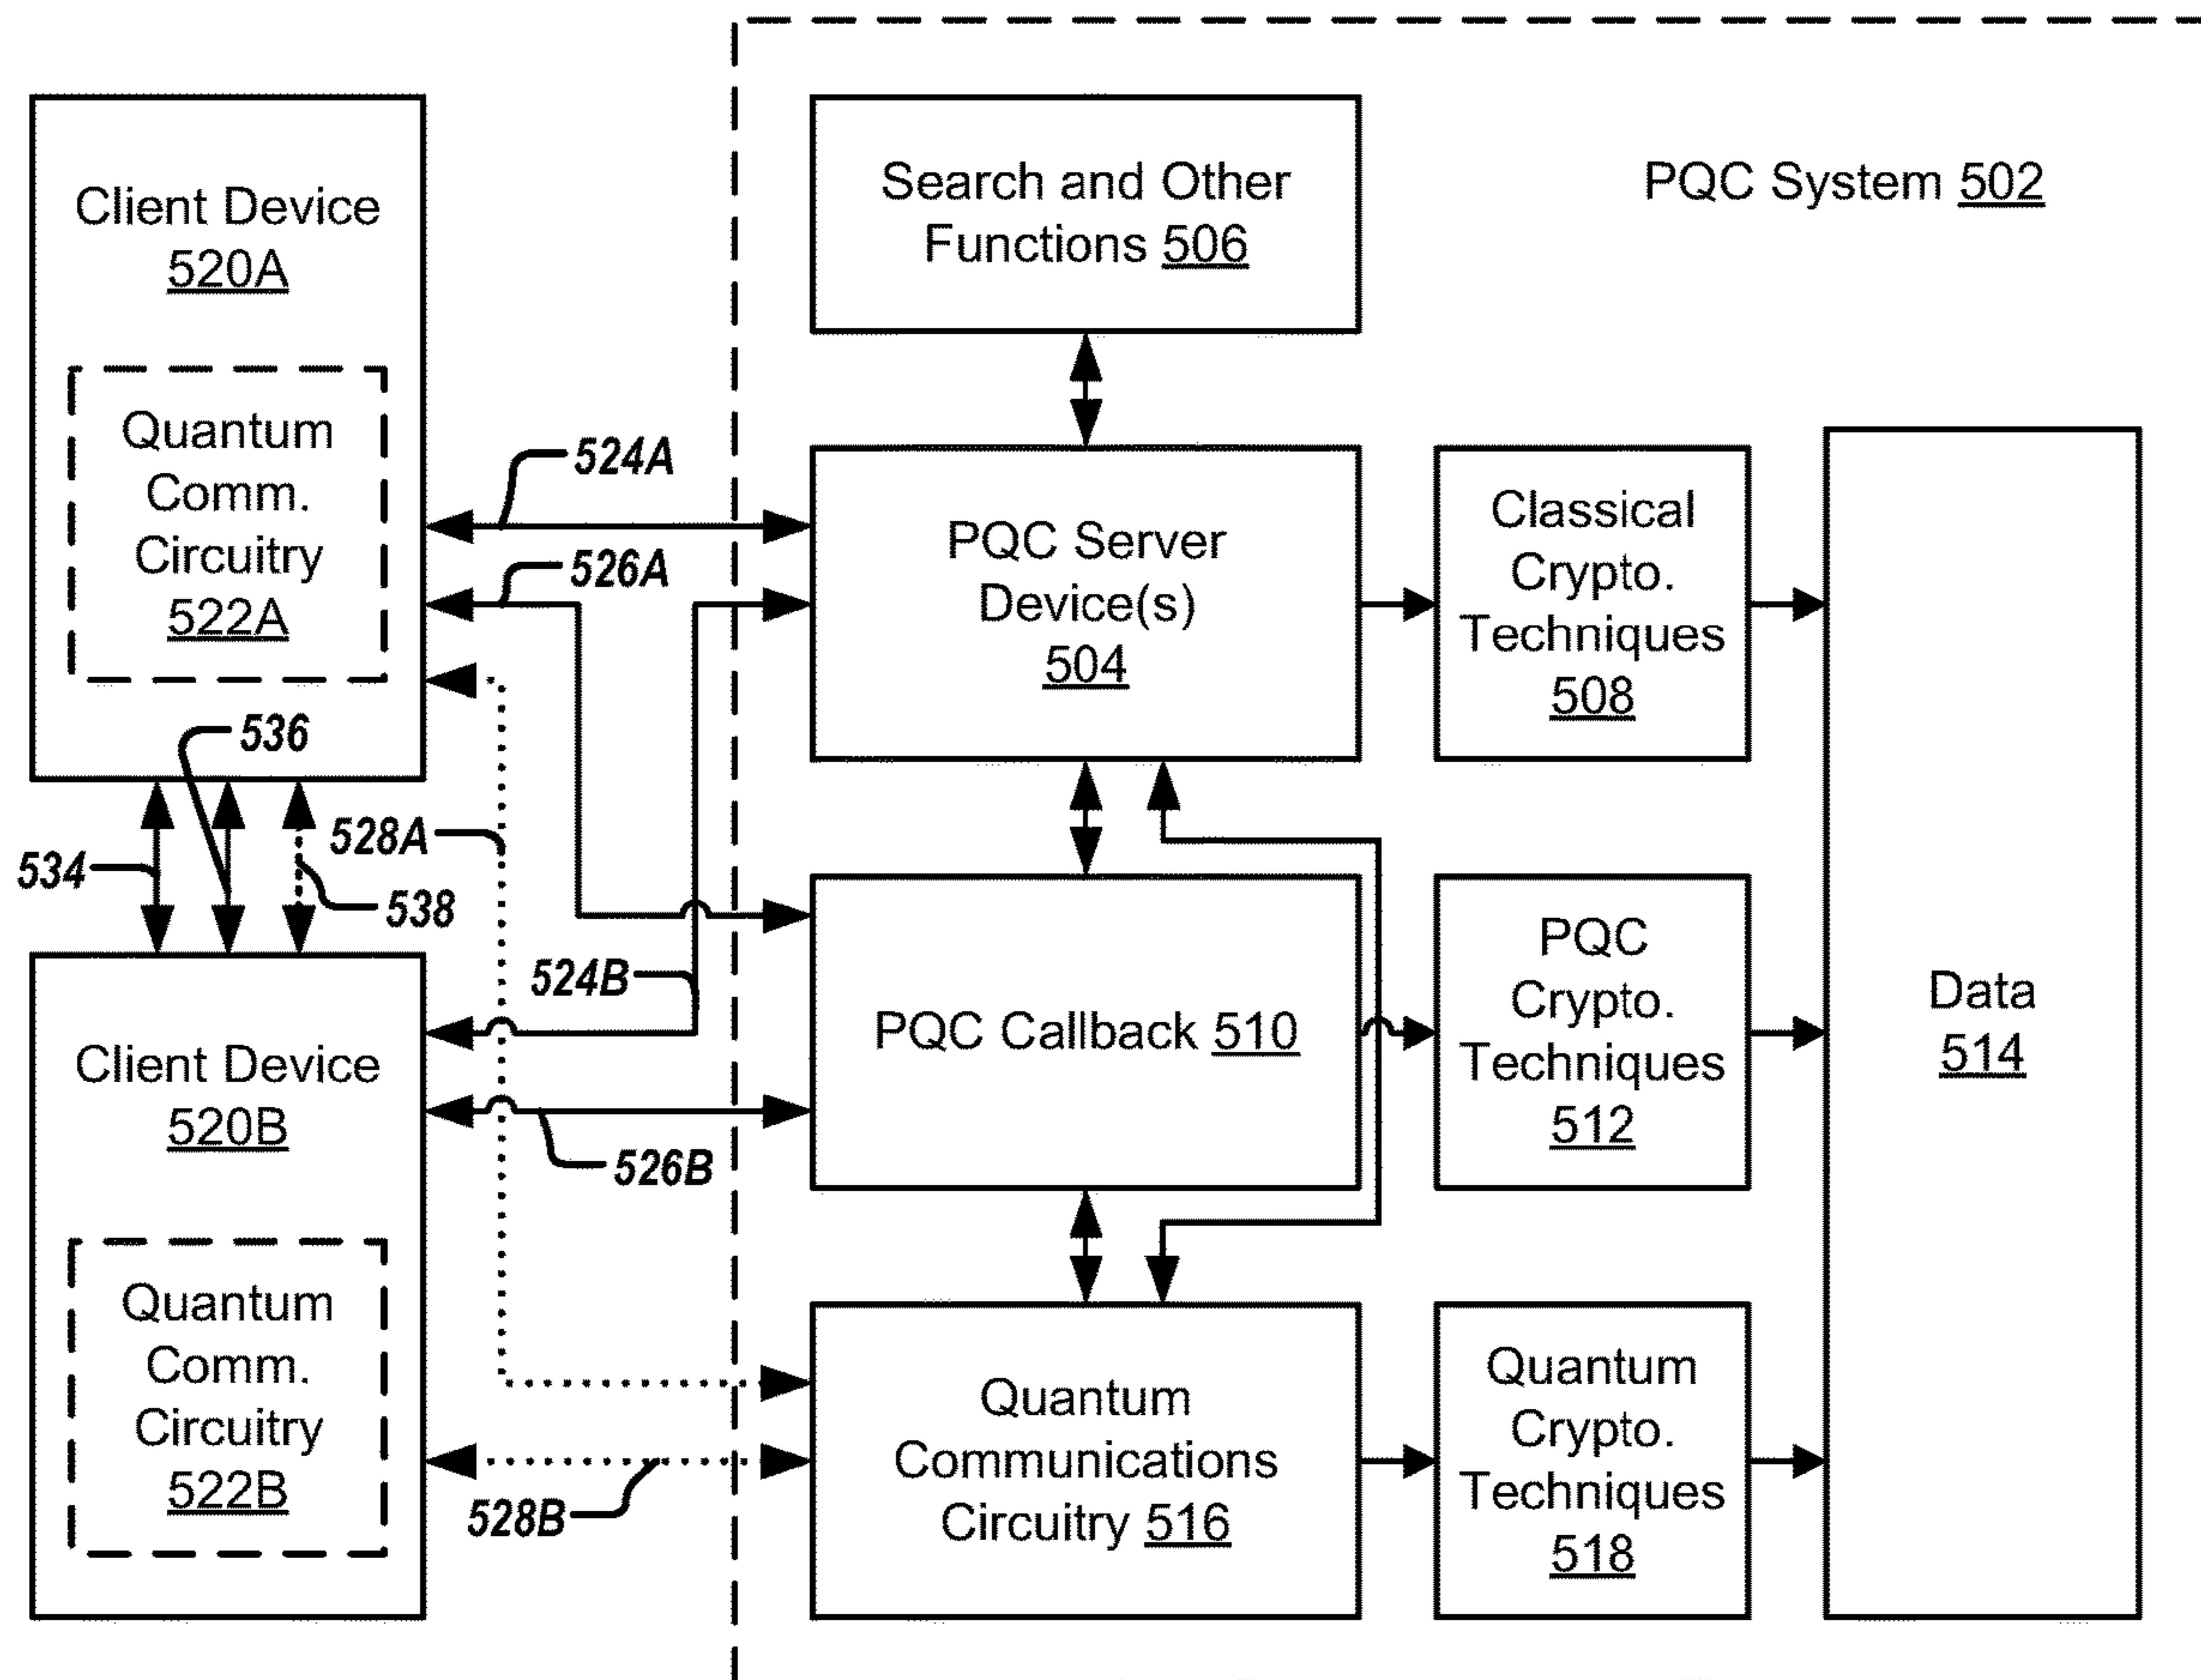 Client Device
520A
Quantum
Comm.
Circuitry
522A
Search and Other
Functions 506
PQC System 502
524A
526A
PQC Server
Device(s)
504
Classical
Crypto.
Techniques
508
536
534
528A
538
524B
PQC Callback 510
PQC
Crypto.
Techniques
512
Data
514
Client Device
520B
Quantum
Comm.
Circuitry
522B
526B
528B
Quantum
Communications
Circuitry 516
Quantum
Crypto.
Techniques
518